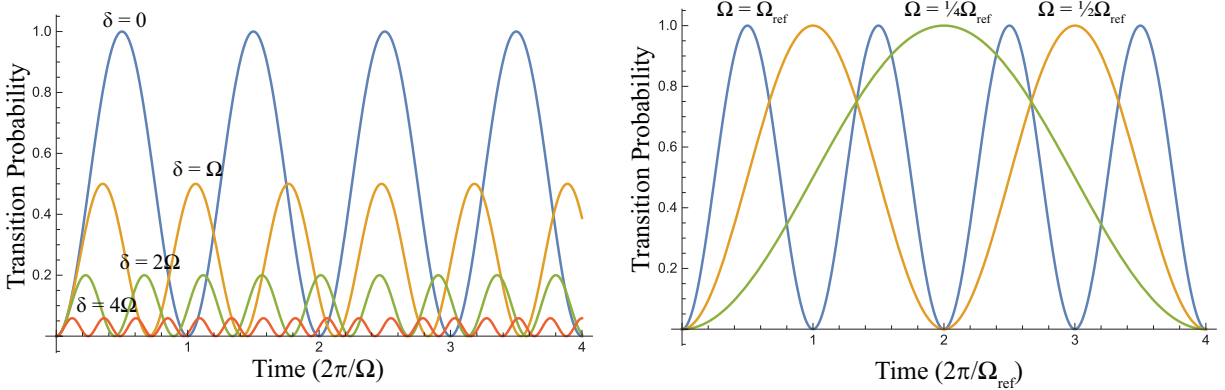 δ = 0
1.0
0.8
0.6
0.4
0.2
δ = Ω
δ = 2Ω
δ = 4Ω
1
2
3
4
Transition Probability
Time (2π/Ω)
Ω = Ω_ref
Ω = ¼Ω_ref
Ω = ½Ω_ref
1.0
0.8
0.6
0.4
0.2
1
2
3
4
Transition Probability
Time (2π/Ω_ref)